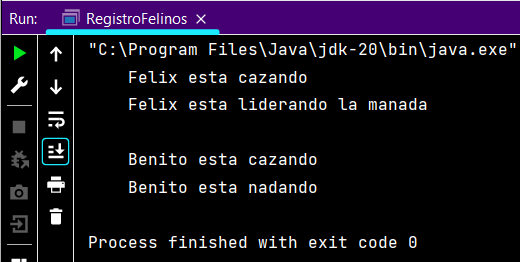 Run: RegistroFelinos ×
"C:\Program Files\Java\jdk-20\bin\java.exe"
Felix esta cazando
Felix esta liderando la manada
Benito esta cazando
Benito esta nadando
Process finished with exit code 0